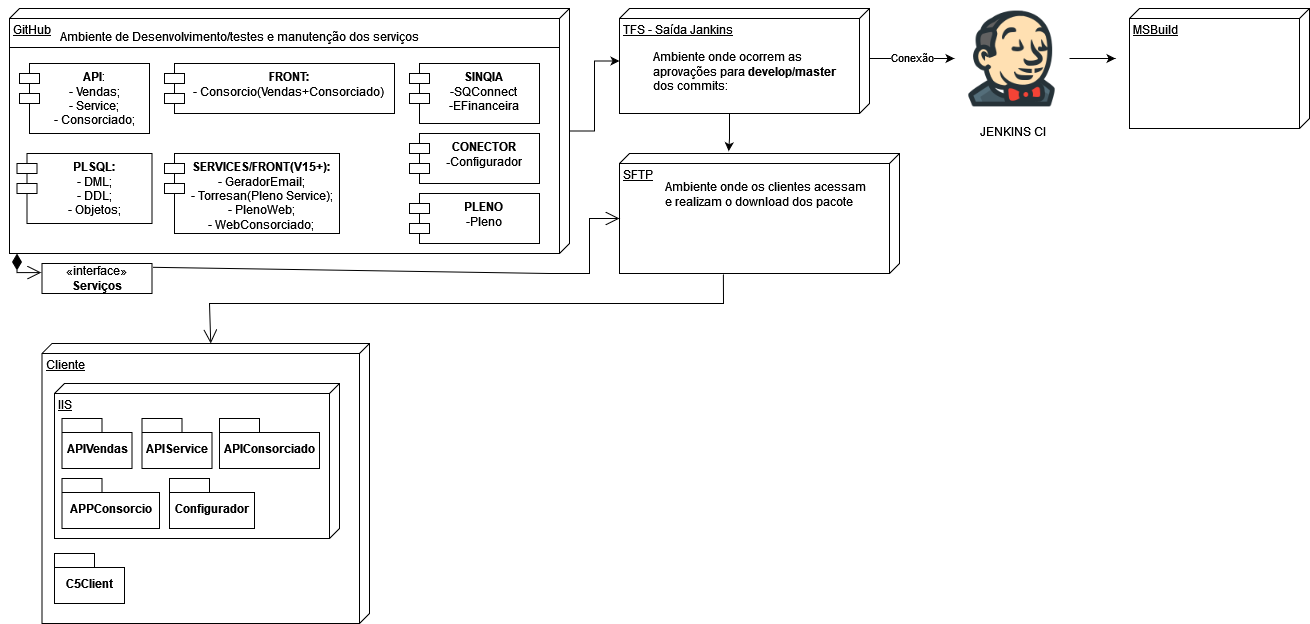 GitHub
Ambiente de Desenvolvimento/testes e manutenção dos serviços
API:
- Vendas;
- Service;
- Consorciado;
FRONT:
- Consorcio(Vendas+Consorciado)
SINQIA
-SQConnect
-EFinanceira
PLSQL:
- DML;
- DDL;
- Objetos;
SERVICES/FRONT(V15+):
- GeradorEmail;
- Torresan(Pleno Service);
- PlenoWeb;
- WebConsorciado;
CONECTOR
-Configurador
PLENO
-Pleno
«interface»
Serviços
TFS - Saída Jankins
Ambiente onde ocorrem as
aprovações para develop/master
dos commits:
Conexão
JENKINS CI
MSBuild
SFTP
Ambiente onde os clientes acessam
e realizam o download dos pacote
Cliente
IIS
APIVendas
APIService
APIConsorciado
APPConsorcio
Configurador
C5Client